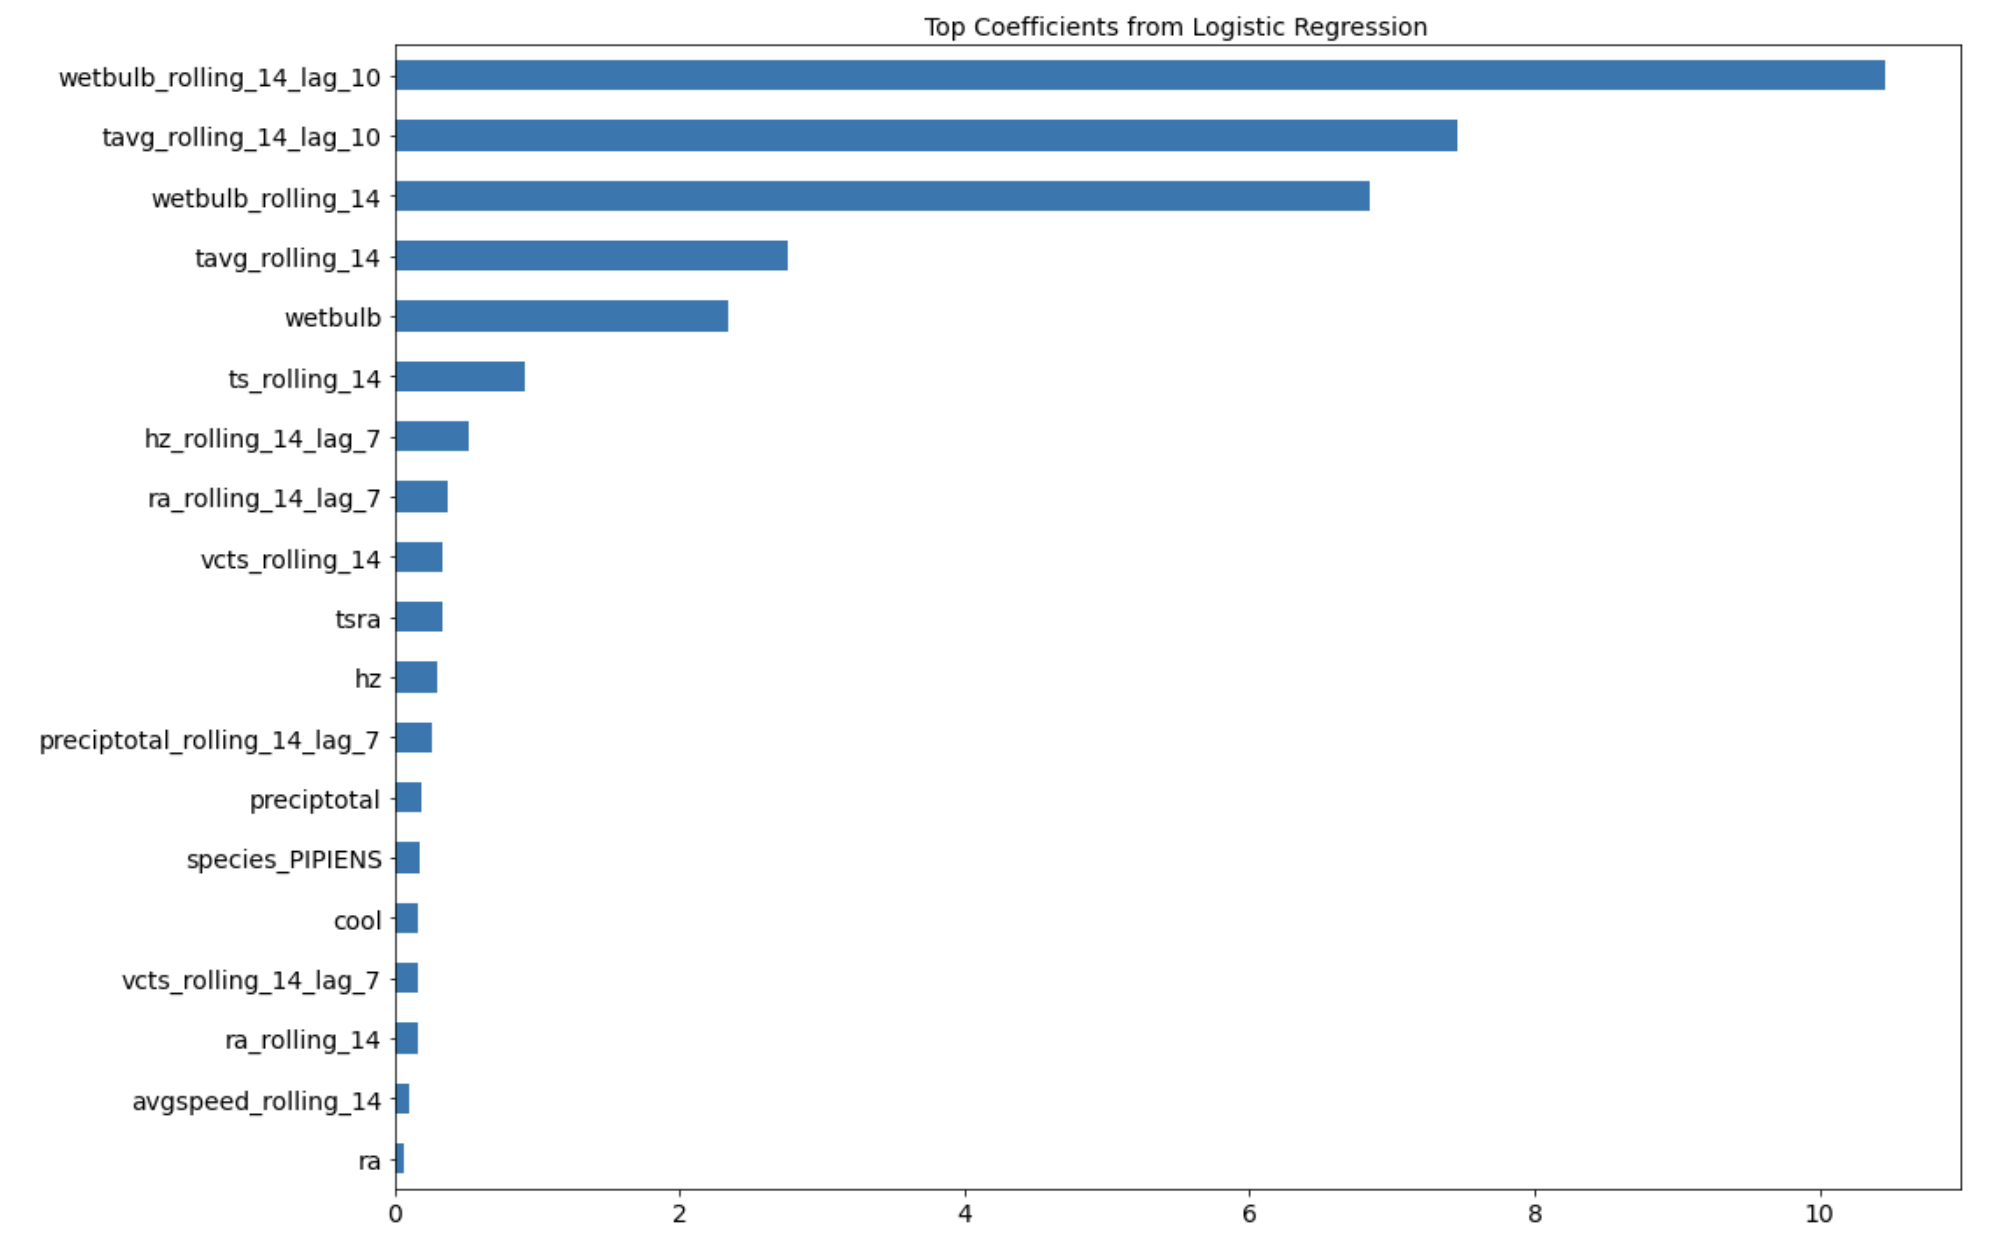 Top Coefficients from Logistic Regression
wetbulb_rolling_14_lag_10
tavg_rolling_14_lag_10
wetbulb_rolling_14
tavg_rolling_14
wetbulb
ts_rolling_14
hz_rolling_14_lag_7
ra_rolling_14_lag_7
vcts_rolling_14
tsra
hz
preciptotal_rolling_14_lag_7
preciptotal
species_PIPIENS
cool
vcts_rolling_14_lag_7
ra_rolling_14
avgspeed_rolling_14
ra
0 2 4 6 8 10